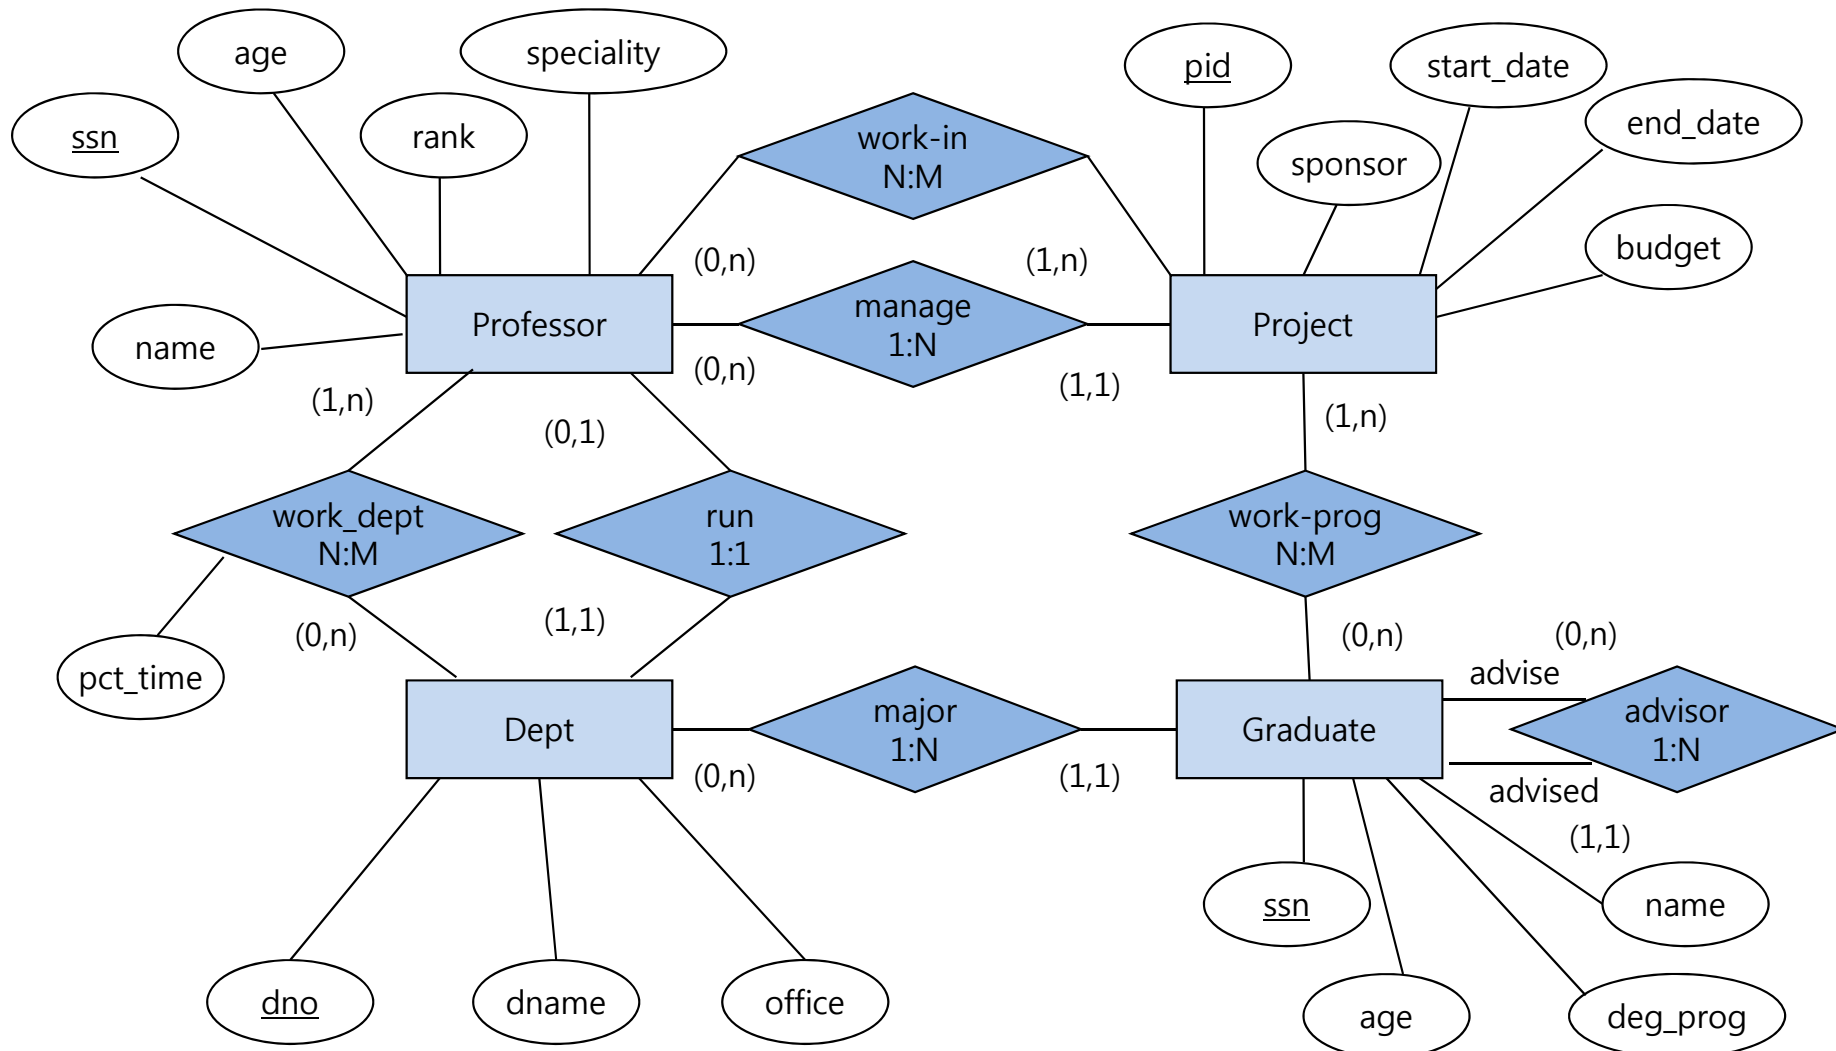 age
speciality
pid
start_date
ssn
rank
work-in
N:M
sponsor
end_date
budget
(0,n)
(1,n)
name
Professor
manage
1:N
Project
(0,n)
(1,1)
(1,n)
(0,1)
(1,n)
work_dept
N:M
run
1:1
work-prog
N:M
(0,n)
(1,1)
(0,n)
(0,n)
pct_time
advise
Dept
major
1:N
Graduate
advisor
1:N
(0,n)
(1,1)
advised
(1,1)
ssn
name
dno
dname
office
age
deg_prog